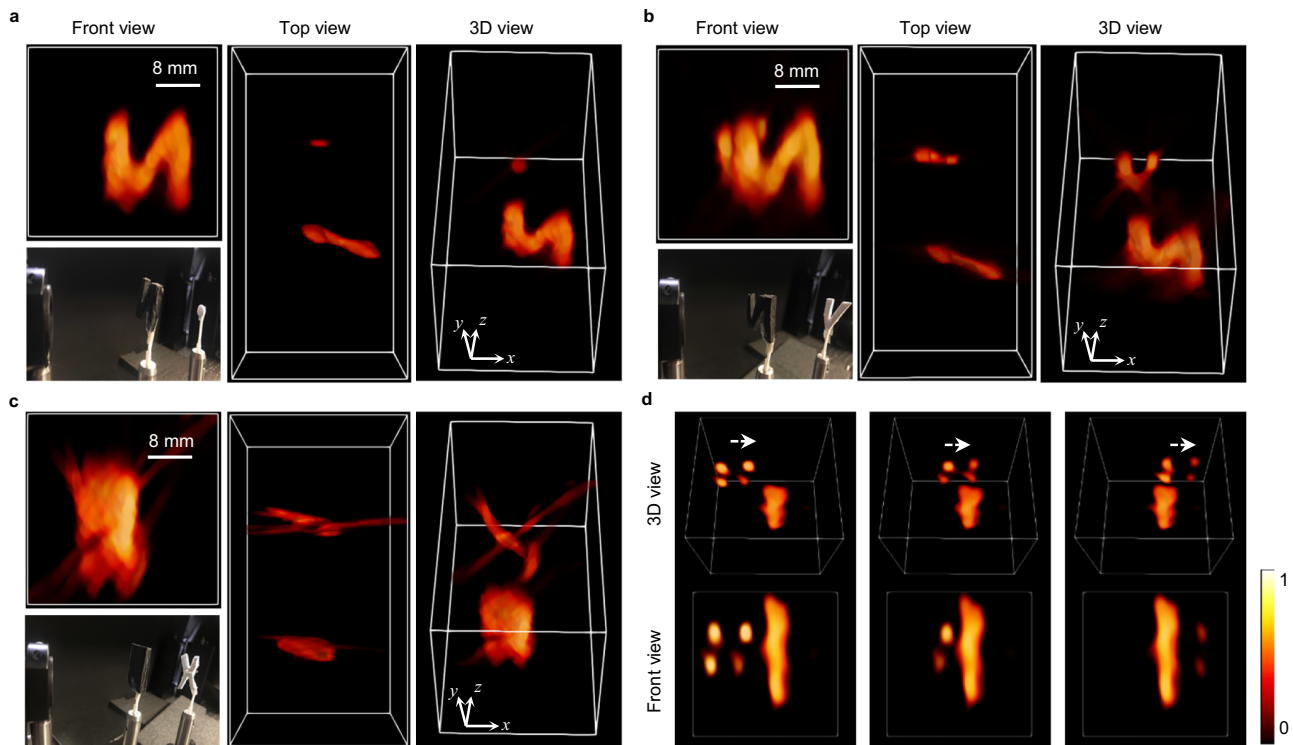 a
Front view Top view 3D view
8 mm
y z x
b
Front view Top view 3D view
8 mm
y z x
c
8 mm
y z x
d
3D view
Front view
1
0